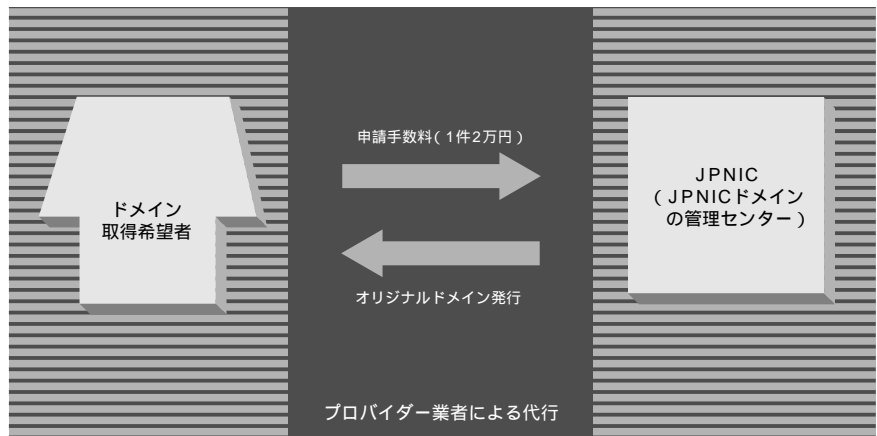 申請手数料(1件2万円)
ドメイン
取得希望者
JPNIC
(JPNICドメイン
の管理センター)
オリジナルドメイン発行
プロバイダー業者による代行